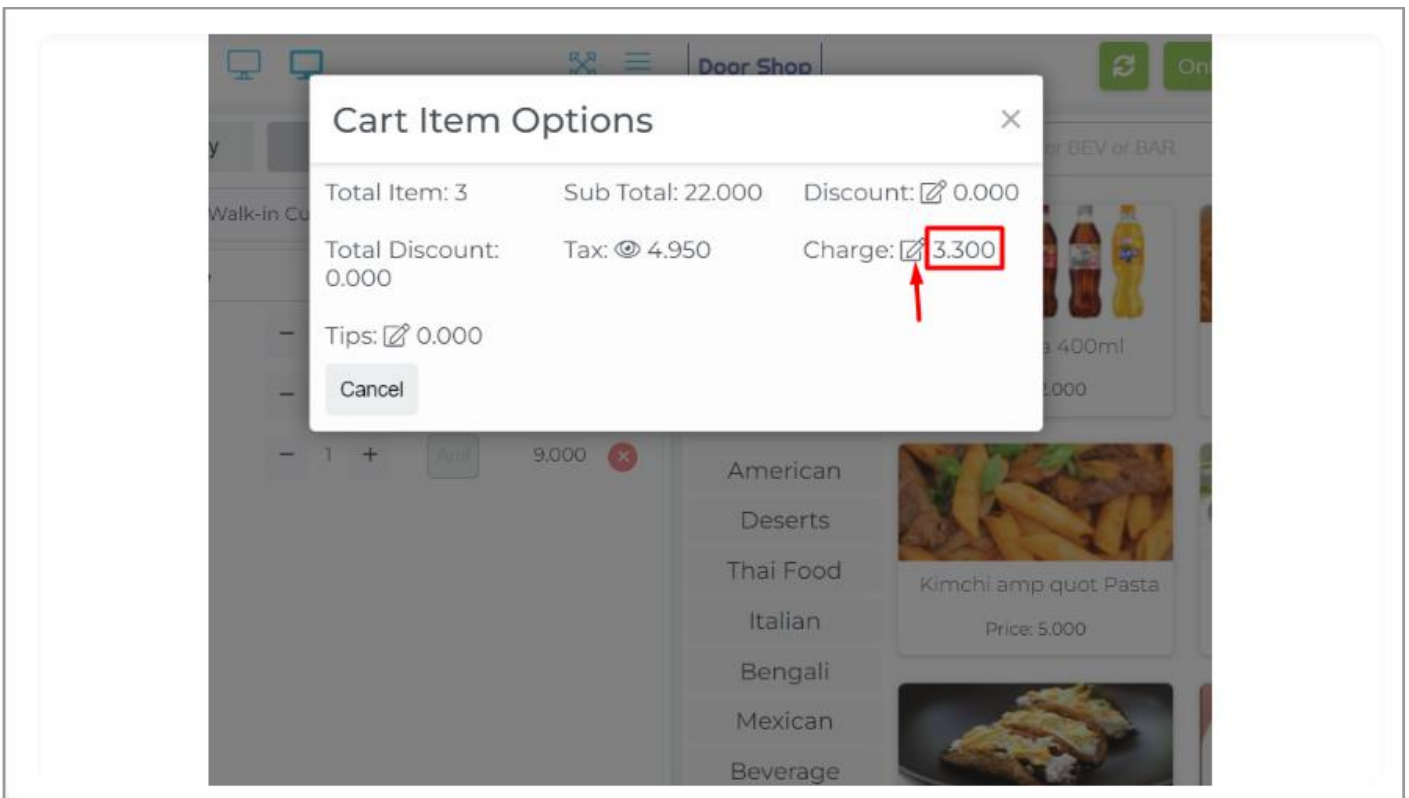 Door Shop
Cart Item Options
or BEV or BAR
Walk-in Cu
Total Item: 3
Sub Total: 22.000
Discount: 0.000
Total Discount:
0.000
Tax: 4.950
Charge: 3.300
Tips: 0.000
Cancel
400ml
1
9.000
American
Deserts
Thai Food
Italian
Bengali
Mexican
Beverage
Kimchi amp quot Pasta
Price: 5.000